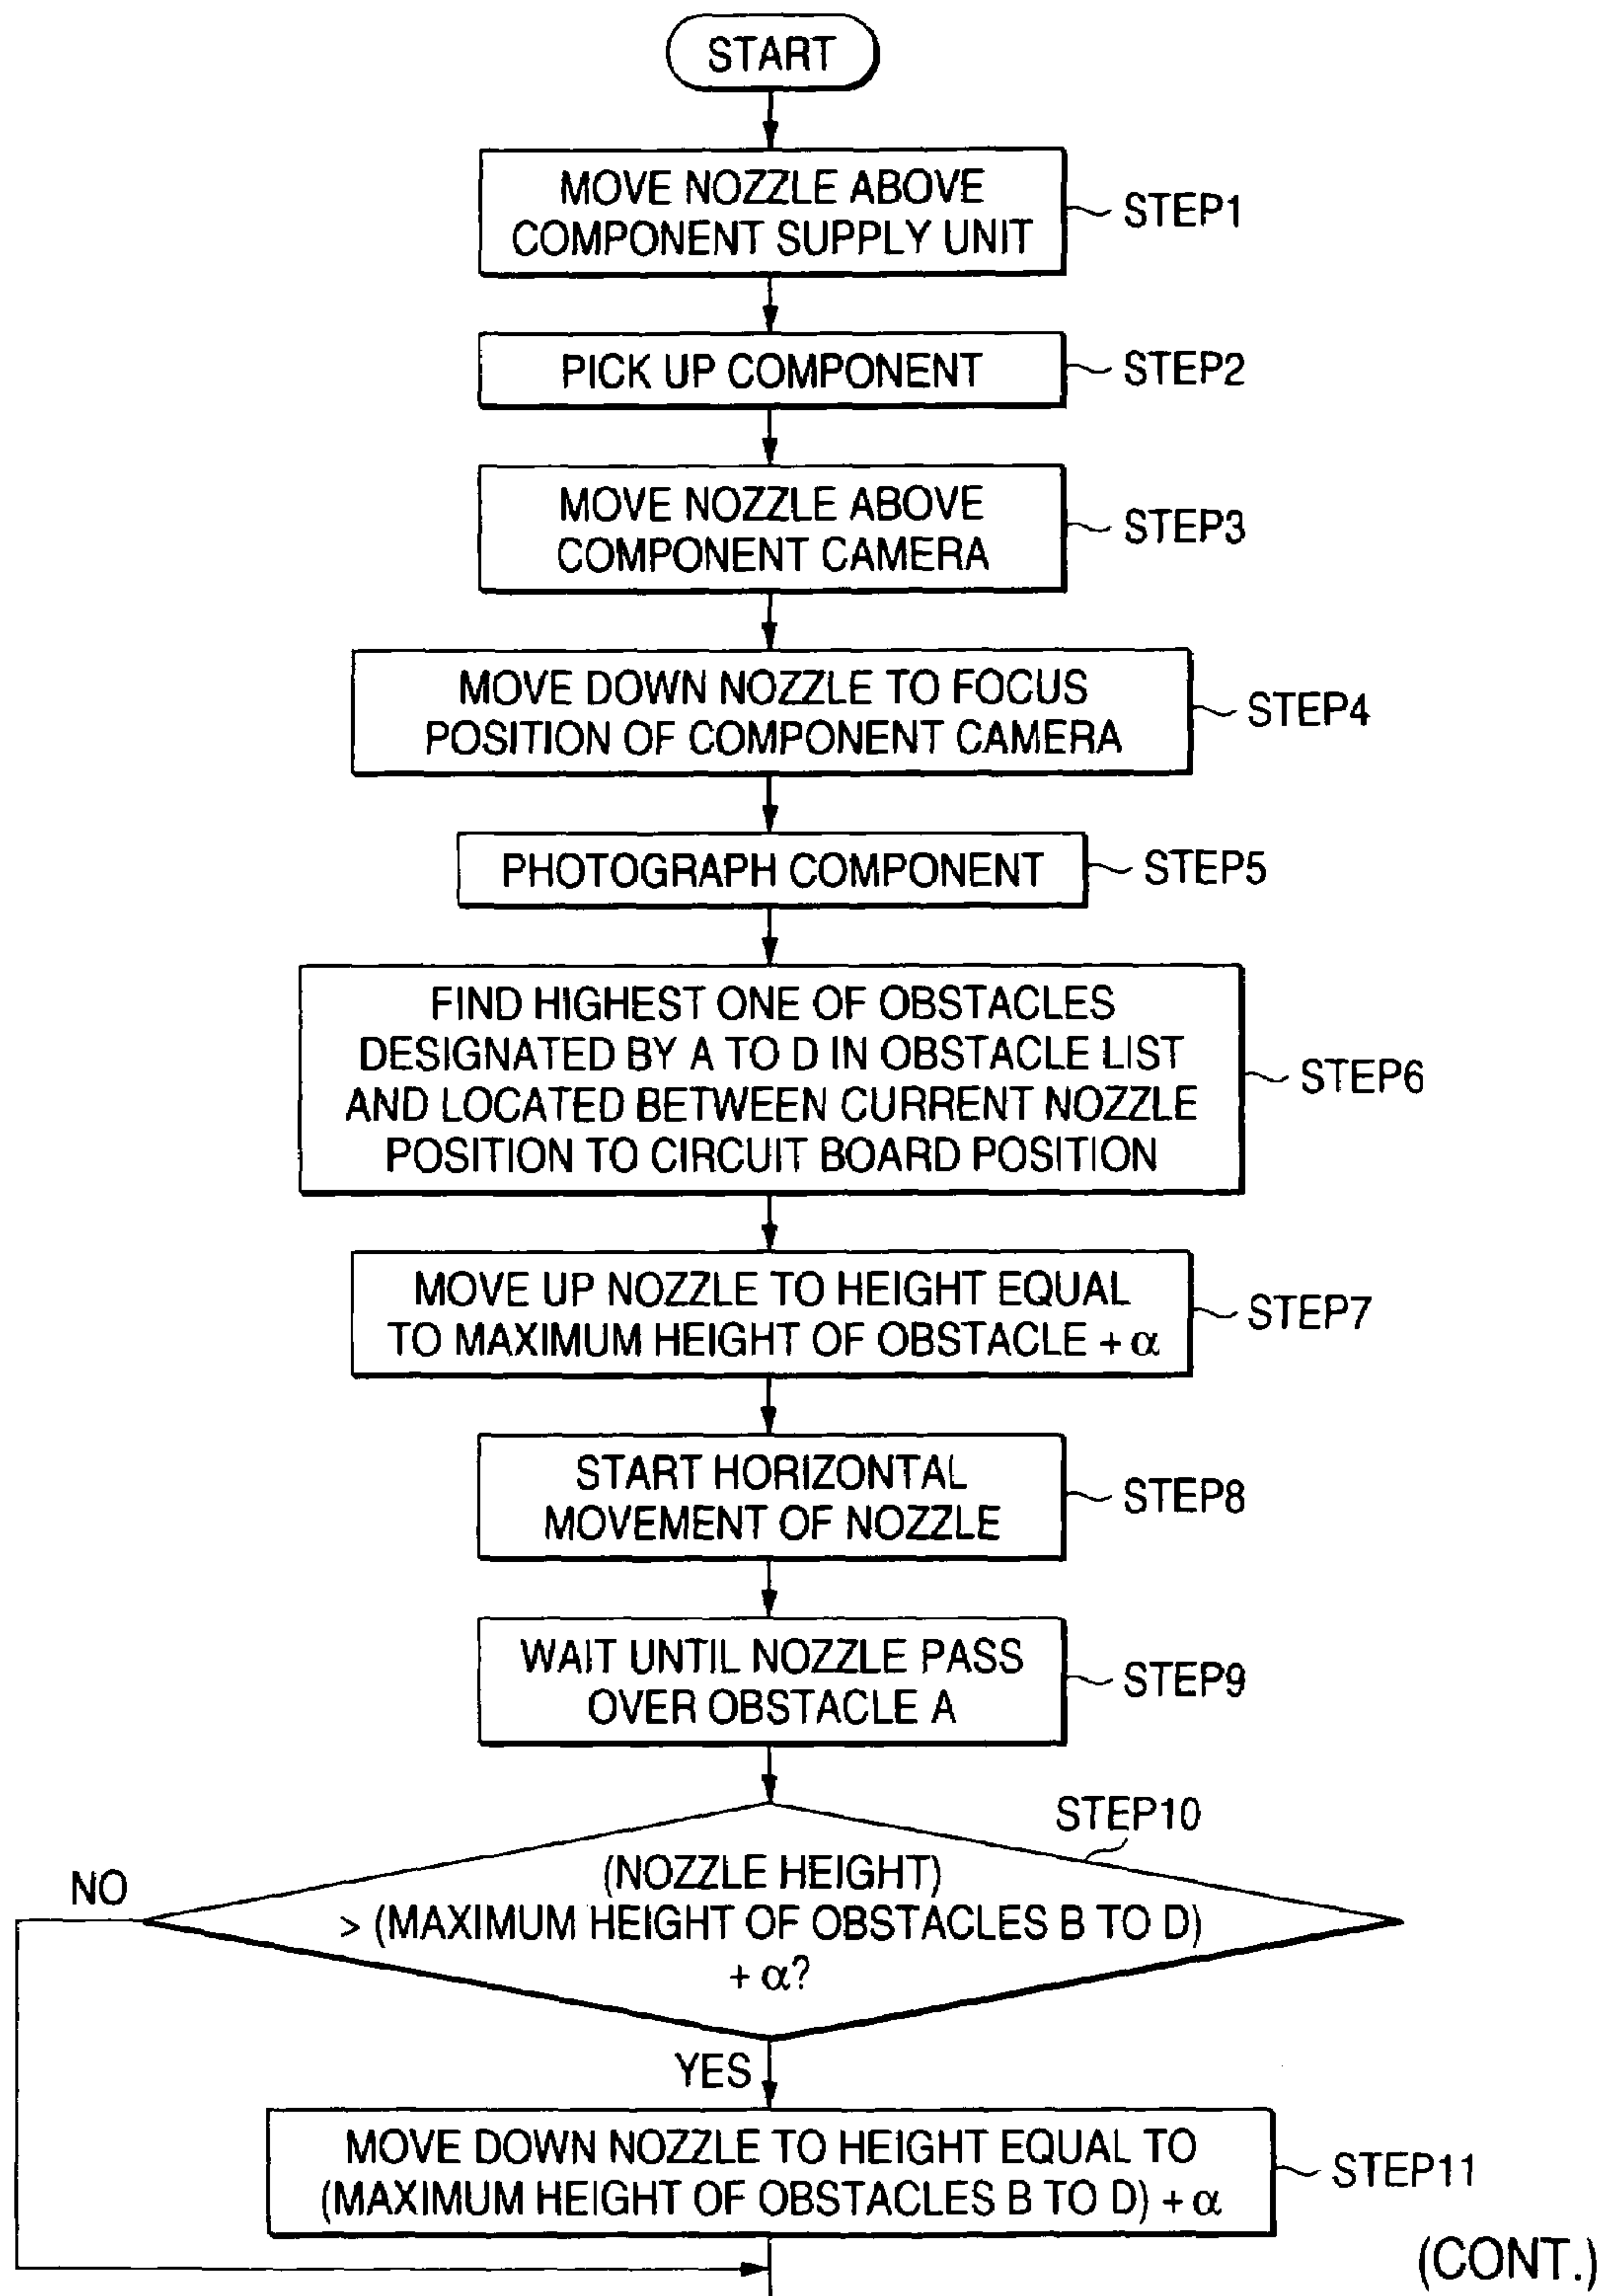 START
MOVE NOZZLE ABOVE
COMPONENT SUPPLY UNIT
STEP1
PICK UP COMPONENT
STEP2
MOVE NOZZLE ABOVE
COMPONENT CAMERA
STEP3
MOVE DOWN NOZZLE TO FOCUS
POSITION OF COMPONENT CAMERA
STEP4
PHOTOGRAPH COMPONENT
STEP5
FIND HIGHEST ONE OF OBSTACLES
DESIGNATED BY A TO D IN OBSTACLE LIST
AND LOCATED BETWEEN CURRENT NOZZLE
POSITION TO CIRCUIT BOARD POSITION
STEP6
MOVE UP NOZZLE TO HEIGHT EQUAL
TO MAXIMUM HEIGHT OF OBSTACLE + α
STEP7
START HORIZONTAL
MOVEMENT OF NOZZLE
STEP8
WAIT UNTIL NOZZLE PASS
OVER OBSTACLE A
STEP9
STEP10
(NOZZLE HEIGHT)
> (MAXIMUM HEIGHT OF OBSTACLES B TO D)
+ α?
NO
YES
MOVE DOWN NOZZLE TO HEIGHT EQUAL TO
(MAXIMUM HEIGHT OF OBSTACLES B TO D) + α
STEP11
(CONT.)